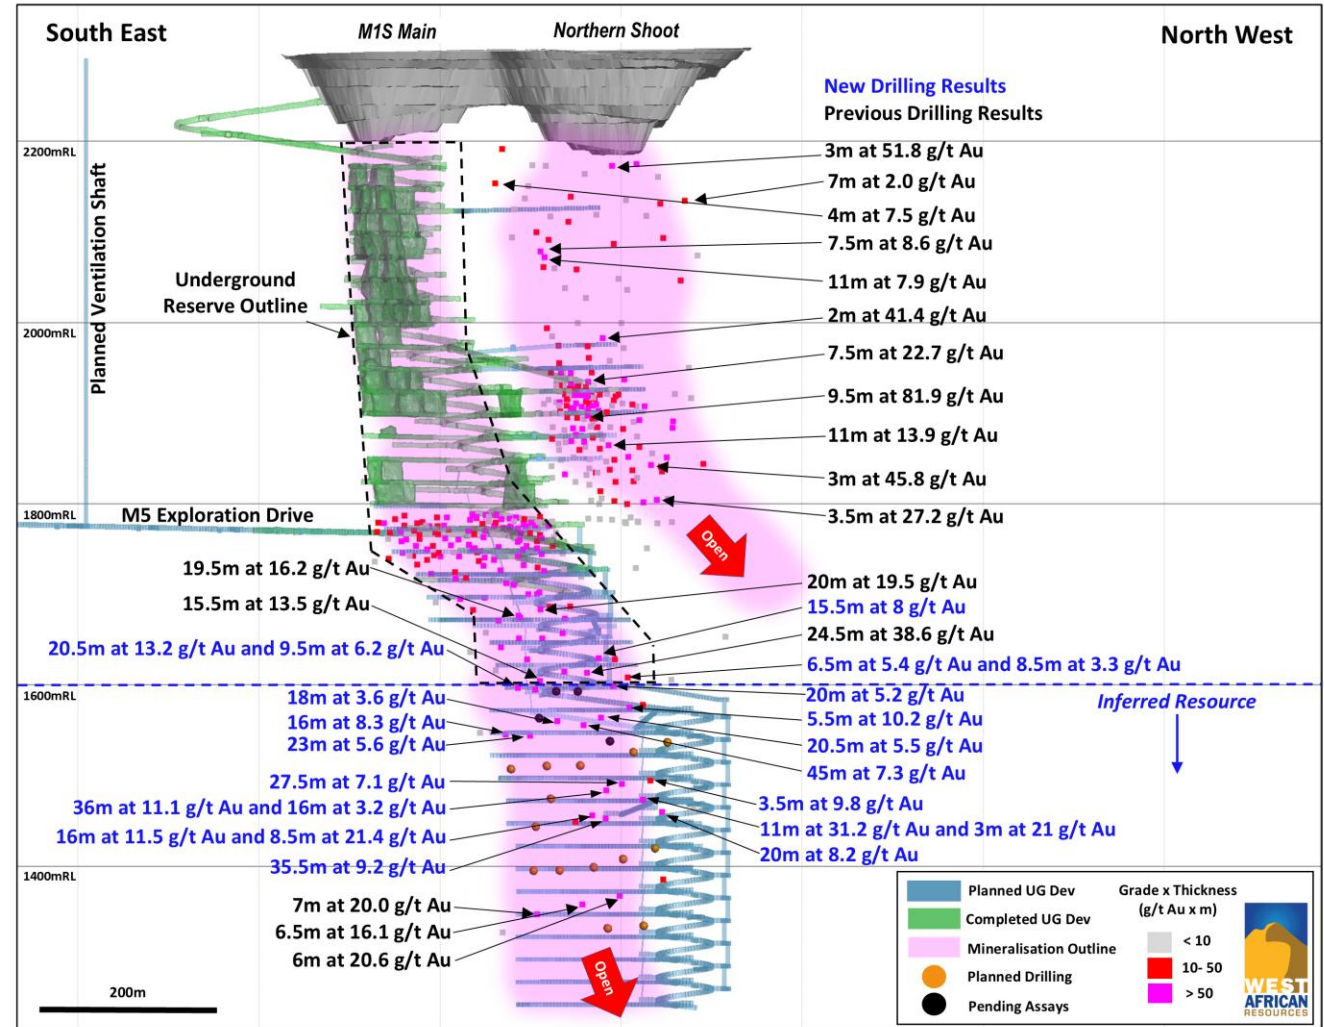 South East
M1S Main
Northern Shoot
North West
New Drilling Results
Previous Drilling Results
2200mRL
3m at 51.8 g/t Au
7m at 2.0 g/t Au
4m at 7.5 g/t Au
7.5m at 8.6 g/t Au
11m at 7.9 g/t Au
2m at 41.4 g/t Au
7.5m at 22.7 g/t Au
9.5m at 81.9 g/t Au
11m at 13.9 g/t Au
3m at 45.8 g/t Au
3.5m at 27.2 g/t Au
Planned Ventilation Shaft
Underground
Reserve Outline
2000mRL
1800mRL
M5 Exploration Drive
Open
19.5m at 16.2 g/t Au
15.5m at 13.5 g/t Au
20.5m at 13.2 g/t Au and 9.5m at 6.2 g/t Au
20m at 19.5 g/t Au
15.5m at 8 g/t Au
24.5m at 38.6 g/t Au
6.5m at 5.4 g/t Au and 8.5m at 3.3 g/t Au
1600mRL
18m at 3.6 g/t Au
16m at 8.3 g/t Au
23m at 5.6 g/t Au
27.5m at 7.1 g/t Au
36m at 11.1 g/t Au and 16m at 3.2 g/t Au
16m at 11.5 g/t Au and 8.5m at 21.4 g/t Au
35.5m at 9.2 g/t Au
20m at 5.2 g/t Au
5.5m at 10.2 g/t Au
20.5m at 5.5 g/t Au
45m at 7.3 g/t Au
3.5m at 9.8 g/t Au
11m at 31.2 g/t Au and 3m at 21 g/t Au
20m at 8.2 g/t Au
Inferred Resource
1400mRL
7m at 20.0 g/t Au
6.5m at 16.1 g/t Au
6m at 20.6 g/t Au
Open
200m
Planned UG Dev
Completed UG Dev
Mineralisation Outline
Planned Drilling
Pending Assays
Grade x Thickness
(g/t Au x m)
< 10
10- 50
> 50
WEST
AFRICAN
RESOURCES